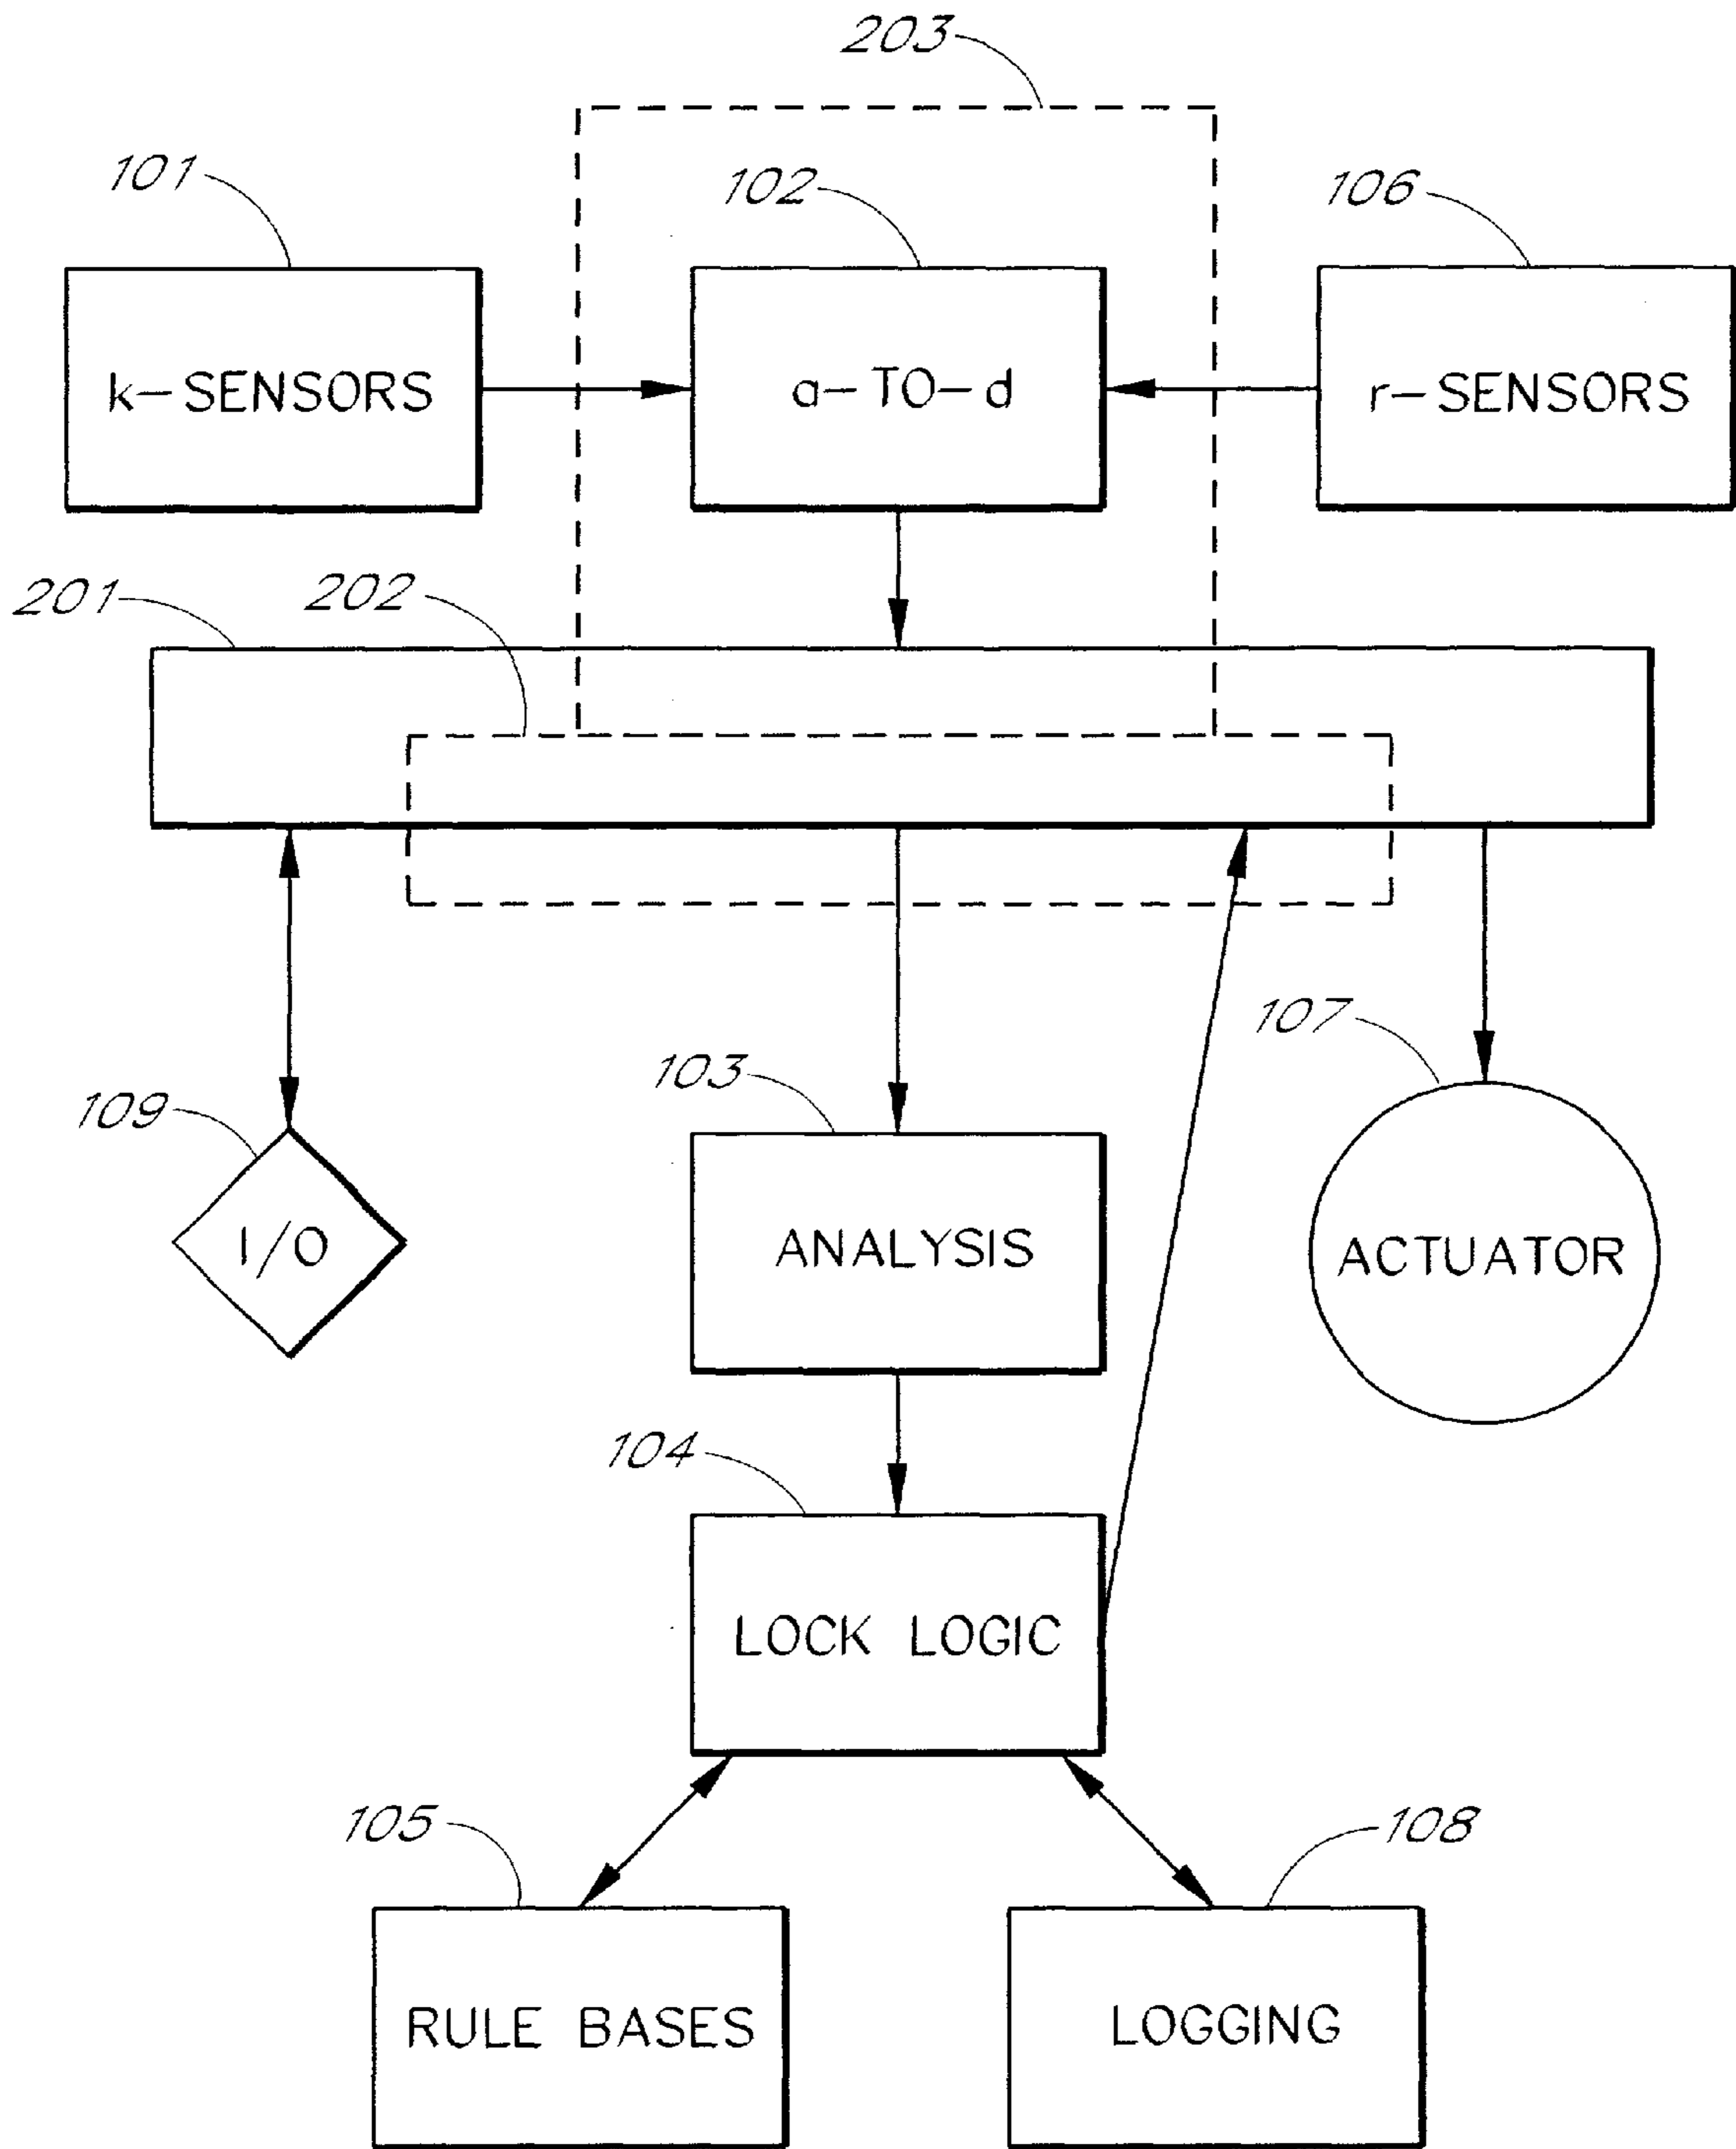 203
101
102
106
k-SENSORS
a-TO-d
r-SENSORS
201
202
107
103
109
I/O
ANALYSIS
ACTUATOR
104
LOCK LOGIC
105
108
RULE BASES
LOGGING